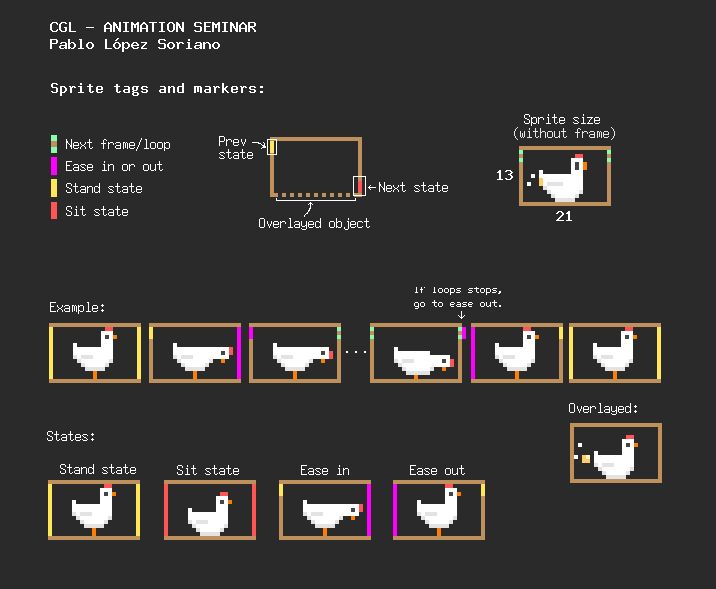 CGL - ANIMATION SEMINAR
Pablo López Soriano
Sprite tags and markers:
Next frame/loop
Ease in or out
Stand state
Sit state
Prev
state
Next state
Overlayed object
Sprite size
(without frame)
13
21
If loops stops,
go to ease out.
Example:
...
Overlayed:
States:
Stand state
Sit state
Ease in
Ease out